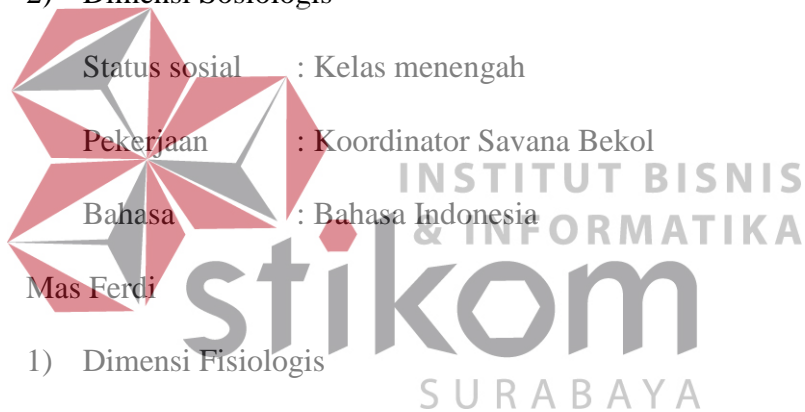 2) Dimensi Sosiologis
Status sosial : Kelas menengah
Pekerjaan : Koordinator Savana Bekol
INSTITUT BISNIS
Bahasa : Bahasa Indonesia
& INFORMATIKA
Mas Ferdi
stikom
1) Dimensi Fisiologis
SURABAYA